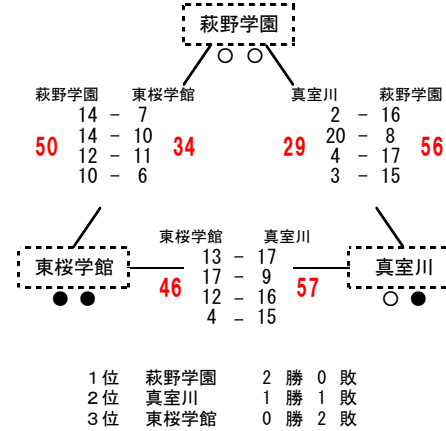 萩野学園
○ ○
萩野学園 東桜学館
14 － 7
14 － 10
12 － 11
10 － 6
50 34
真室川 萩野学園
2 － 16
20 － 8
4 － 17
3 － 15
29 56
東桜学館
● ●
東桜学館 真室川
13 － 17
17 － 9
12 － 16
4 － 15
46 57
真室川
○ ●
1位 萩野学園 2 勝 0 敗
2位 真室川 1 勝 1 敗
3位 東桜学館 0 勝 2 敗